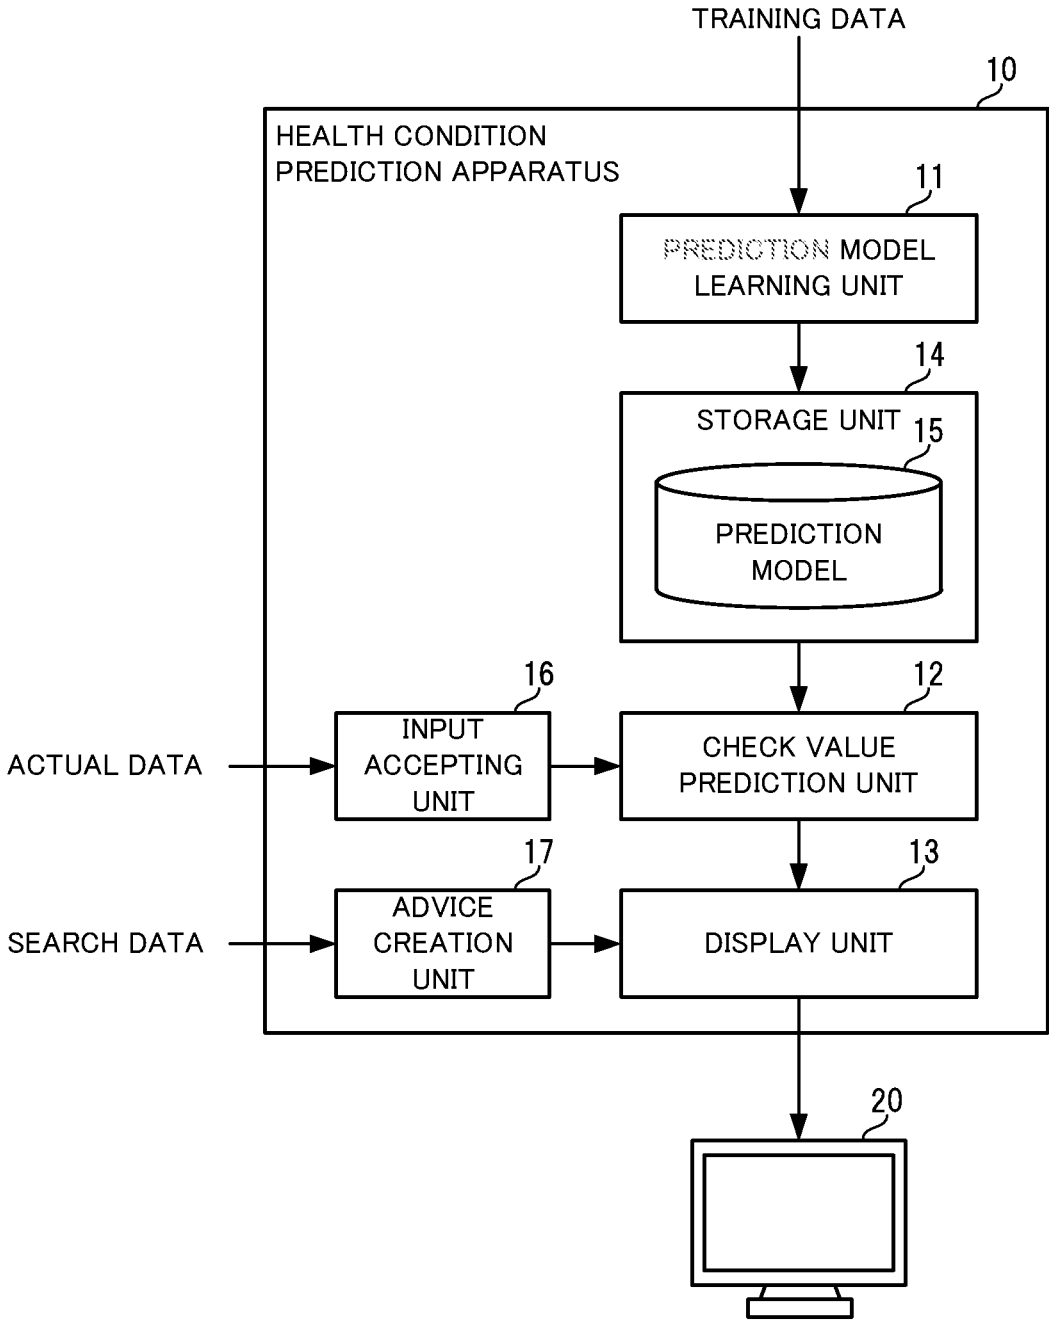 TRAINING DATA
10
HEALTH CONDITION
PREDICTION APPARATUS
11
PREDICTION MODEL
LEARNING UNIT
14
STORAGE UNIT
15
PREDICTION
MODEL
16
12
INPUT
ACCEPTING
UNIT
CHECK VALUE
PREDICTION UNIT
ACTUAL DATA
17
13
ADVICE
CREATION
UNIT
DISPLAY UNIT
SEARCH DATA
20